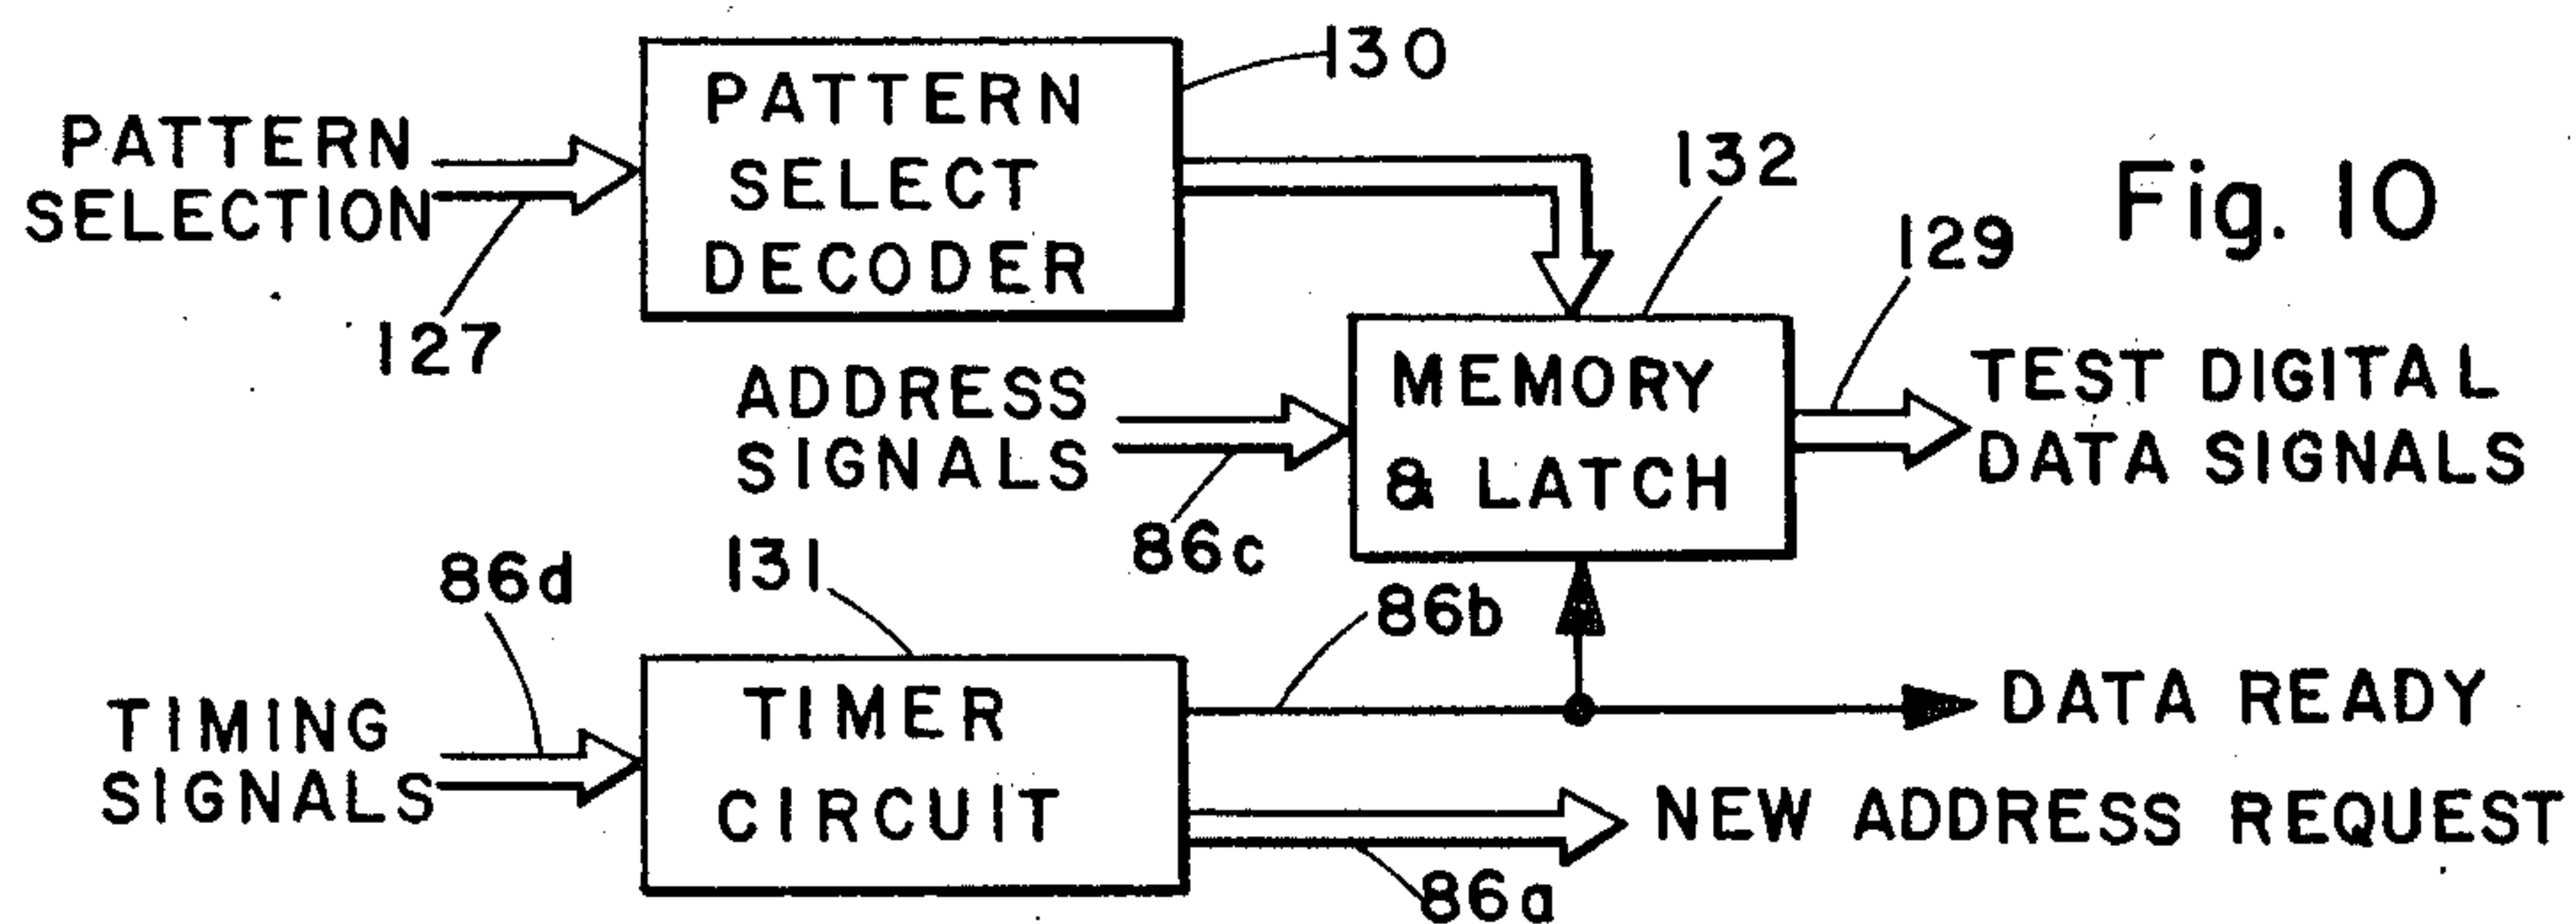 130
PATTERN
SELECT
DECODER
PATTERN
SELECTION
127
132
Fig. 10
129
ADDRESS
SIGNALS
86c
MEMORY
& LATCH
TEST DIGITAL
DATA SIGNALS
86d
131
86b
TIMING
SIGNALS
TIMER
CIRCUIT
DATA READY
NEW ADDRESS REQUEST
86a